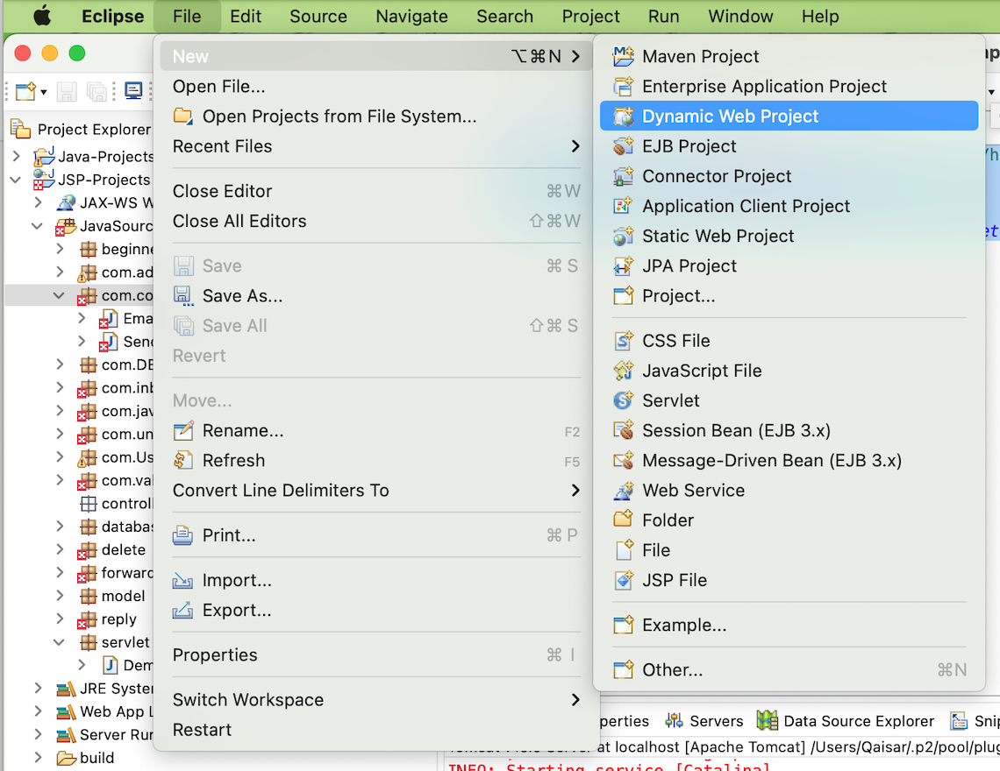 Eclipse File Edit Source Navigate Search Project Run Window Help
Project Explorer
Java-Projects
JSP-Projects
JAX-WS W
JavaSourc
beginne
com.ad
com.co
Ema
Send
com.DE
com.inb
com.jav
com.un
com.Us
com.val
controll
databas
delete
forward
model
reply
servlet
Dem
JRE System
Web App L
Server Run
build
New ⌥⌘N
Open File...
Open Projects from File System...
Recent Files
Close Editor ⌘W
Close All Editors ⇧⌘W
Save ⌘S
Save As...
Save All ⇧⌘S
Revert
Move...
Rename... F2
Refresh F5
Convert Line Delimiters To
Print... ⌘P
Import...
Export...
Properties ⌘I
Switch Workspace
Restart
Maven Project
Enterprise Application Project
Dynamic Web Project
EJB Project
Connector Project
Application Client Project
Static Web Project
JPA Project
Project...
CSS File
JavaScript File
Servlet
Session Bean (EJB 3.x)
Message-Driven Bean (EJB 3.x)
Web Service
Folder
File
JSP File
Example...
Other... ⌘N
ap
/h
et
perties Servers Data Source Explorer Snip
Server at localhost [Apache Tomcat] /Users/Qaisar/.p2/pool/plug
INFO: Starting service [Catalina]